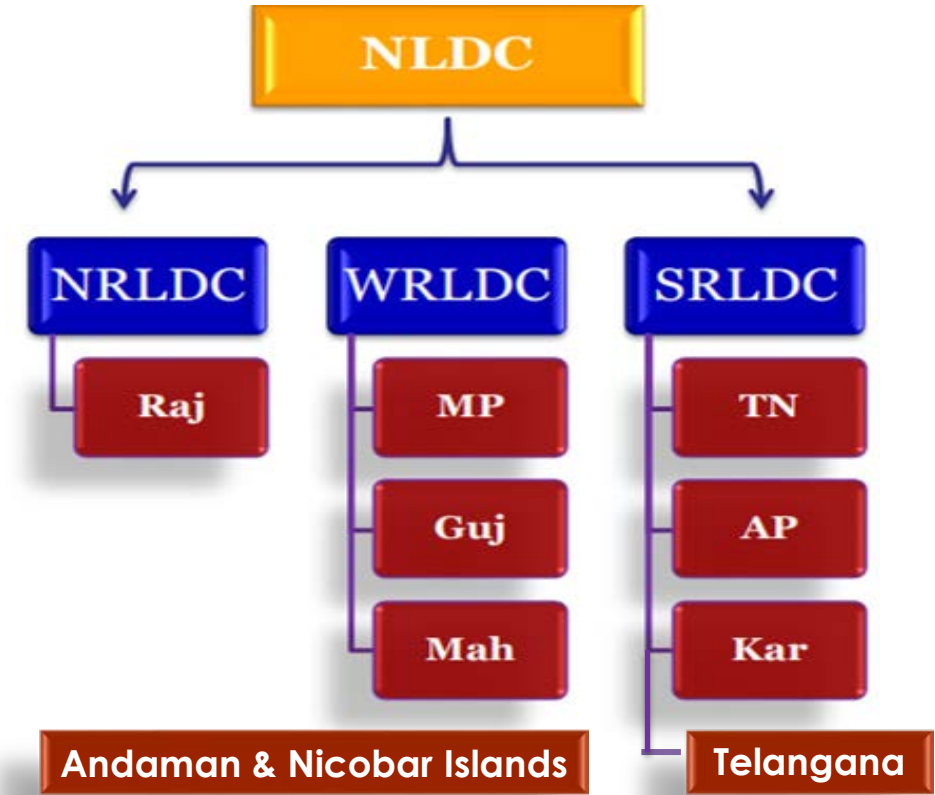 NLDC
NRLDC
WRLDC
SRLDC
Raj
MP
TN
Guj
AP
Mah
Kar
Andaman & Nicobar Islands
Telangana